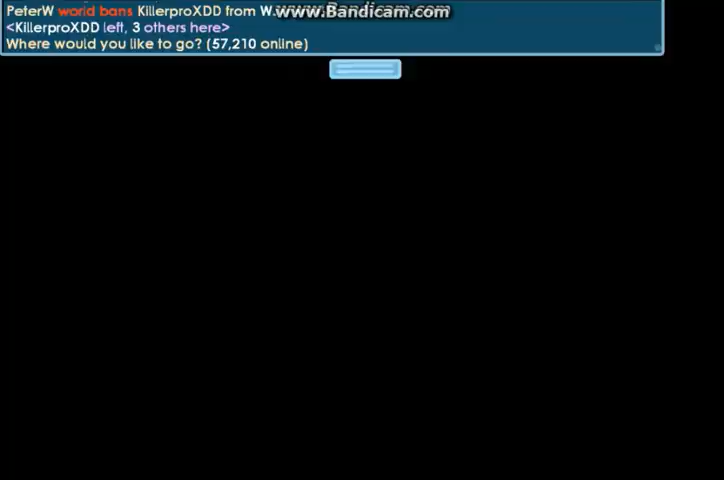 PeterW world bans KillerproXDD from W.
www.Bandicam.com
<KillerproXDD left, 3 others here>
Where would you like to go? (57,210 online)